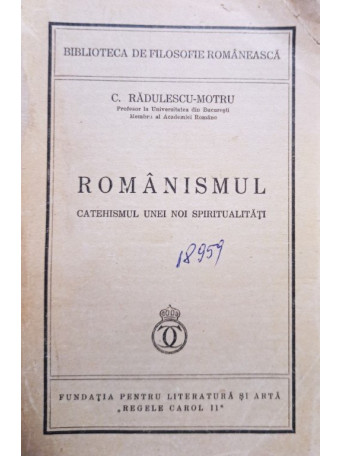 BIBLIOTECA DE FILOSOFIE ROMÂNEASCĂ
C. RĂDULESCU-MOTRU
Profesor la Universitatea din București
Membru al Academiei Române
ROMÂNISMUL
CATEHISMUL UNEI NOI SPIRITUALITĂȚI
18959
FUNDAȚIA PENTRU LITERATURĂ ȘI ARTĂ
„REGELE CAROL II"